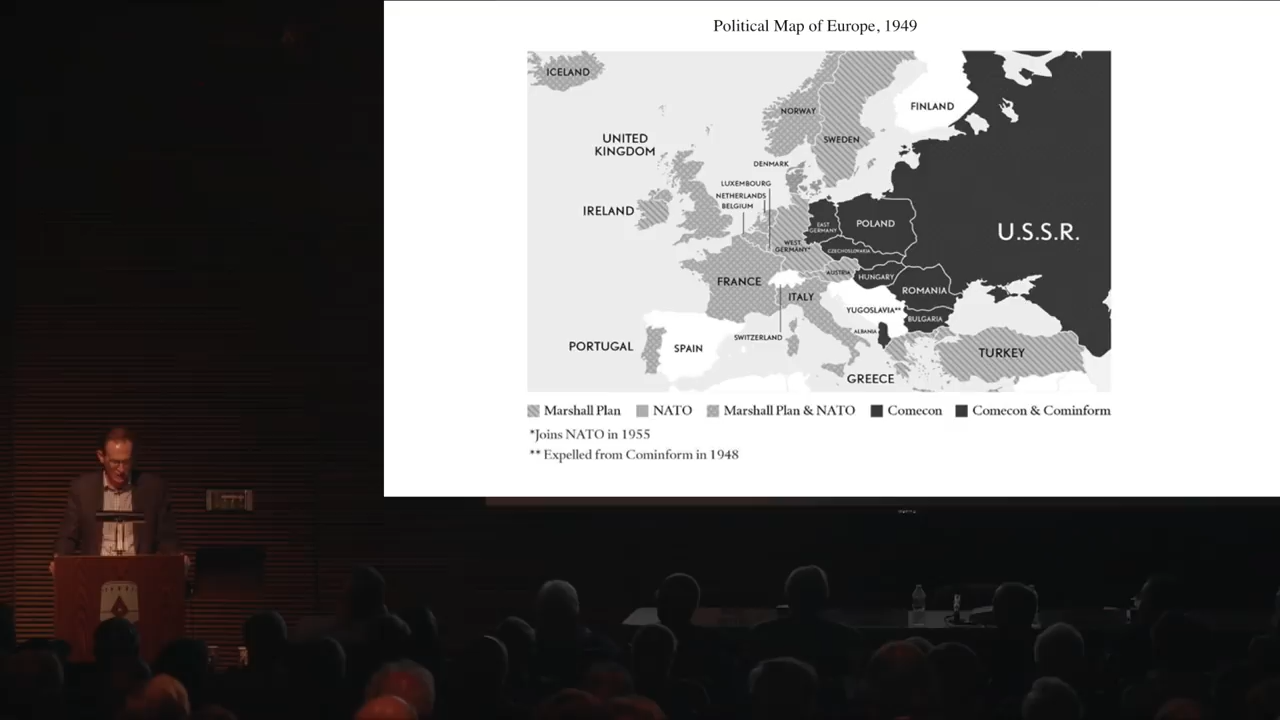 Political Map of Europe, 1949
ICELAND
FINLAND
NORWAY
UNITED
KINGDOM
SWEDEN
DENMARK
LUXEMBOURG
NETHERLANDS
BELGIUM
IRELAND
EAST
GERMANY
POLAND
U.S.S.R.
WEST
GERMANY*
CZECHOSLOVAKIA
AUSTRIA
HUNGARY
FRANCE
ITALY
ROMANIA
YUGOSLAVIA**
BULGARIA
ALBANIA
SWITZERLAND
PORTUGAL
SPAIN
TURKEY
GREECE
Marshall Plan NATO Marshall Plan & NATO Comecon Comecon & Cominform
*Joins NATO in 1955
** Expelled from Cominform in 1948